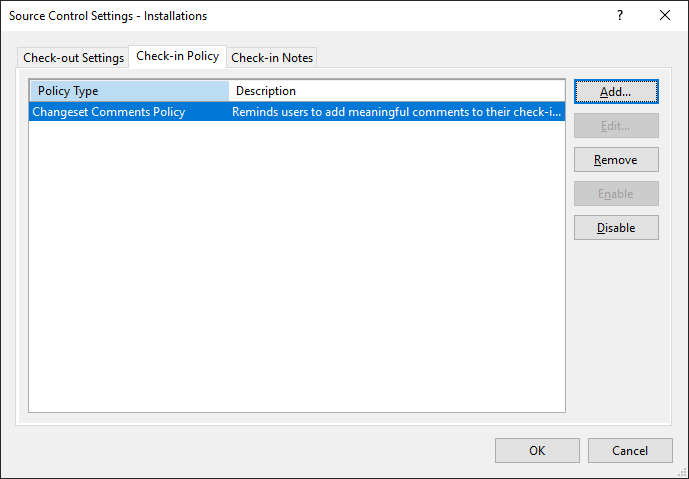 Source Control Settings - Installations
?
Check-out Settings Check-in Policy Check-in Notes
Policy Type Description
Changeset Comments Policy Reminds users to add meaningful comments to their check-i...
Add...
Edit...
Remove
Enable
Disable
OK Cancel